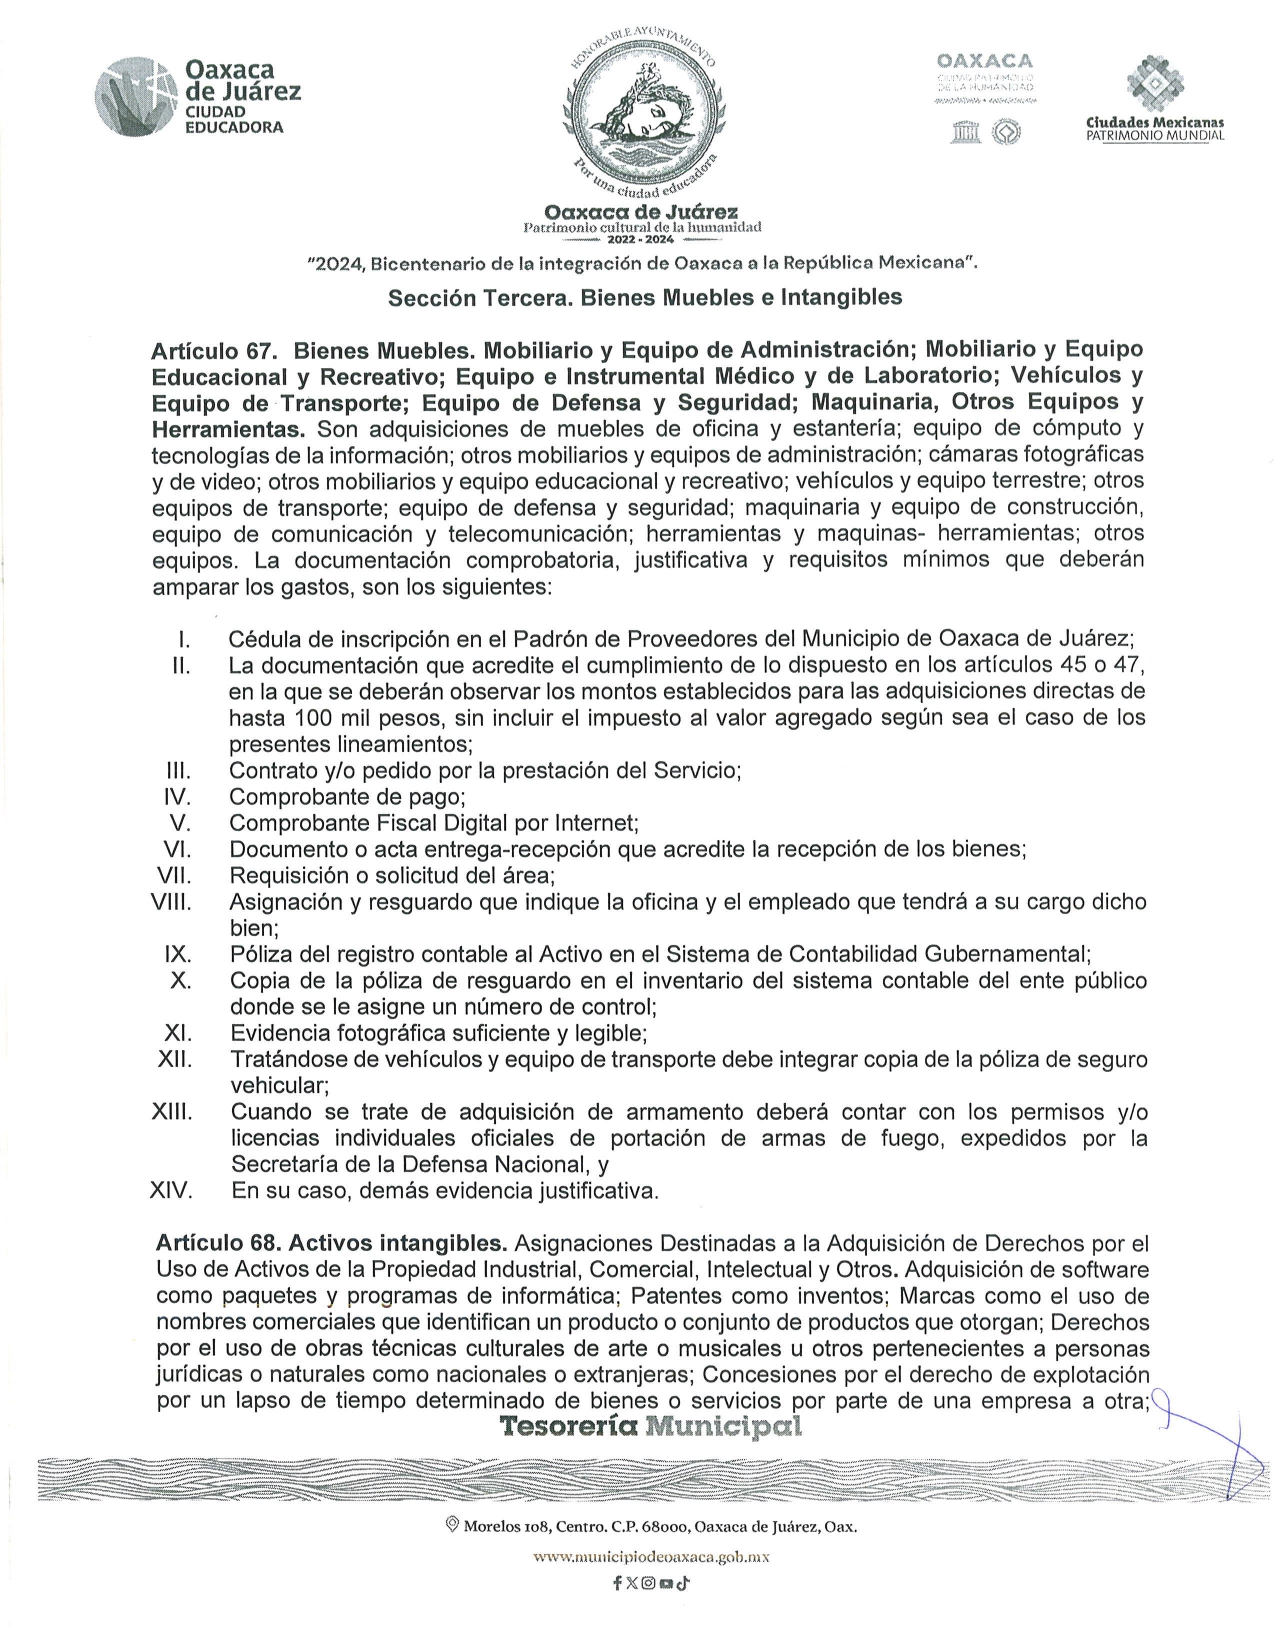 Oaxaca
de Juárez
CIUDAD
EDUCADORA
HONORABLE AYUNTAMIENTO
Por una ciudad educadora
Oaxaca de Juárez
Patrimonio cultural de la humanidad
2022 - 2024
OAXACA
CIUDAD PATRIMONIO
DE LA HUMANIDAD
Ciudades Mexicanas
PATRIMONIO MUNDIAL
"2024, Bicentenario de la integración de Oaxaca a la República Mexicana".
Sección Tercera. Bienes Muebles e Intangibles
Artículo 67. Bienes Muebles. Mobiliario y Equipo de Administración; Mobiliario y Equipo
Educacional y Recreativo; Equipo e Instrumental Médico y de Laboratorio; Vehículos y
Equipo de Transporte; Equipo de Defensa y Seguridad; Maquinaria, Otros Equipos y
Herramientas. Son adquisiciones de muebles de oficina y estantería; equipo de cómputo y
tecnologías de la información; otros mobiliarios y equipos de administración; cámaras fotográficas
y de video; otros mobiliarios y equipo educacional y recreativo; vehículos y equipo terrestre; otros
equipos de transporte; equipo de defensa y seguridad; maquinaria y equipo de construcción,
equipo de comunicación y telecomunicación; herramientas y maquinas- herramientas; otros
equipos. La documentación comprobatoria, justificativa y requisitos mínimos que deberán
amparar los gastos, son los siguientes:
I. Cédula de inscripción en el Padrón de Proveedores del Municipio de Oaxaca de Juárez;
II. La documentación que acredite el cumplimiento de lo dispuesto en los artículos 45 o 47,
en la que se deberán observar los montos establecidos para las adquisiciones directas de
hasta 100 mil pesos, sin incluir el impuesto al valor agregado según sea el caso de los
presentes lineamientos;
III. Contrato y/o pedido por la prestación del Servicio;
IV. Comprobante de pago;
V. Comprobante Fiscal Digital por Internet;
VI. Documento o acta entrega-recepción que acredite la recepción de los bienes;
VII. Requisición o solicitud del área;
VIII. Asignación y resguardo que indique la oficina y el empleado que tendrá a su cargo dicho
bien;
IX. Póliza del registro contable al Activo en el Sistema de Contabilidad Gubernamental;
X. Copia de la póliza de resguardo en el inventario del sistema contable del ente público
donde se le asigne un número de control;
XI. Evidencia fotográfica suficiente y legible;
XII. Tratándose de vehículos y equipo de transporte debe integrar copia de la póliza de seguro
vehicular;
XIII. Cuando se trate de adquisición de armamento deberá contar con los permisos y/o
licencias individuales oficiales de portación de armas de fuego, expedidos por la
Secretaría de la Defensa Nacional, y
XIV. En su caso, demás evidencia justificativa.
Artículo 68. Activos intangibles. Asignaciones Destinadas a la Adquisición de Derechos por el
Uso de Activos de la Propiedad Industrial, Comercial, Intelectual y Otros. Adquisición de software
como paquetes y programas de informática; Patentes como inventos; Marcas como el uso de
nombres comerciales que identifican un producto o conjunto de productos que otorgan; Derechos
por el uso de obras técnicas culturales de arte o musicales u otros pertenecientes a personas
jurídicas o naturales como nacionales o extranjeras; Concesiones por el derecho de explotación
por un lapso de tiempo determinado de bienes o servicios por parte de una empresa a otra;
Tesorería Municipal
Morelos 108, Centro. C.P. 68000, Oaxaca de Juárez, Oax.
www.municipiodeoaxaca.gob.mx